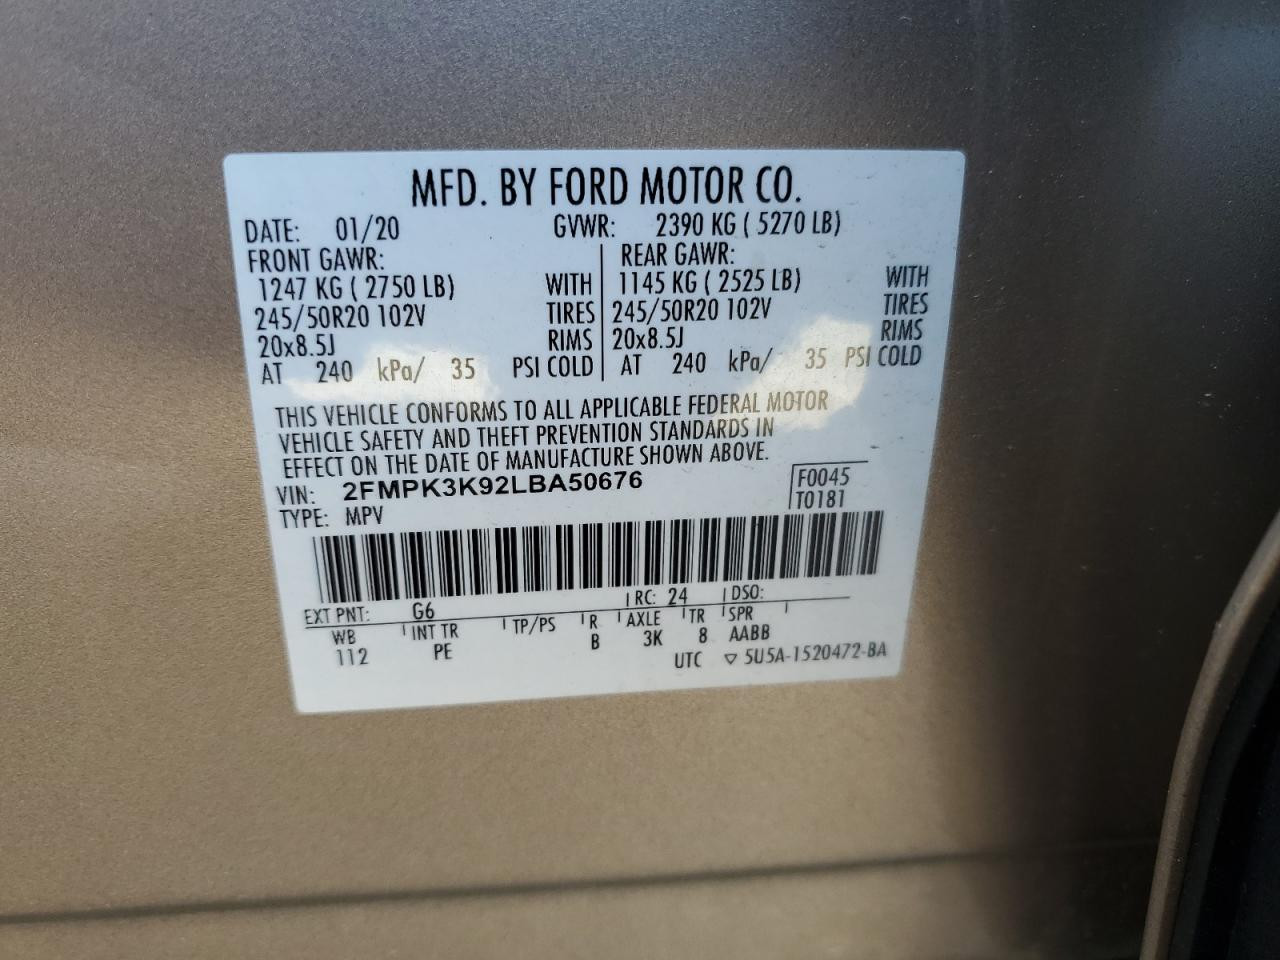 MFD. BY FORD MOTOR CO.
DATE: 01/20 GVWR: 2390 KG ( 5270 LB)
FRONT GAWR: REAR GAWR:
1247 KG ( 2750 LB) WITH 1145 KG ( 2525 LB) WITH
245/50R20 102V TIRES 245/50R20 102V TIRES
20x8.5J RIMS 20x8.5J RIMS
AT 240 kPa/ 35 PSI COLD AT 240 kPa/ 35 PSI COLD
THIS VEHICLE CONFORMS TO ALL APPLICABLE FEDERAL MOTOR
VEHICLE SAFETY AND THEFT PREVENTION STANDARDS IN
EFFECT ON THE DATE OF MANUFACTURE SHOWN ABOVE.
VIN: 2FMPK3K92LBA50676 F0045
TYPE: MPV T0181
EXT PNT: G6 RC: 24 DSO:
WB INT TR TP/PS R AXLE TR SPR
112 PE B 3K 8 AABB
UTC ▽ 5U5A-1520472-BA